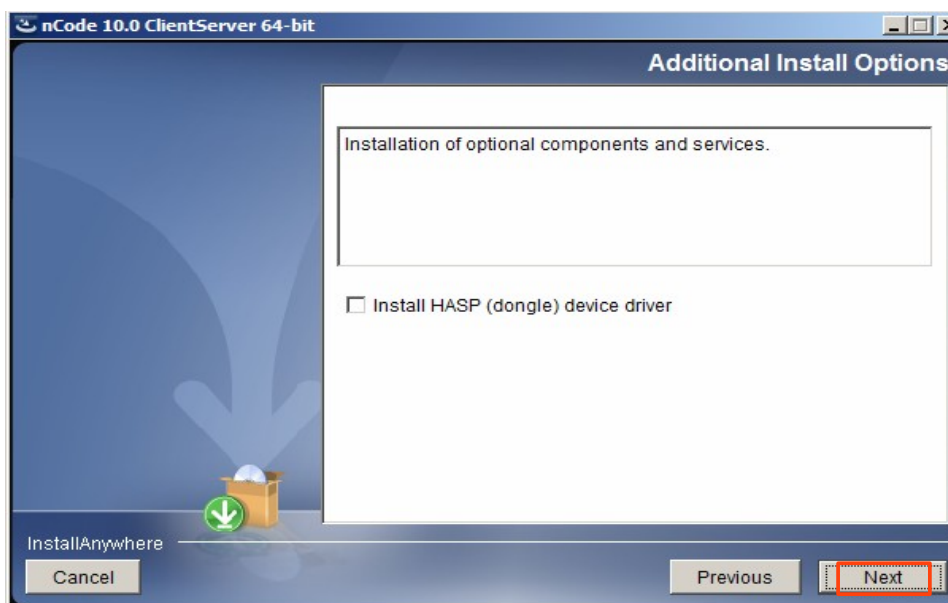 nCode 10.0 ClientServer 64-bit
Additional Install Options
Installation of optional components and services.
Install HASP (dongle) device driver
InstallAnywhere
Cancel
Previous
Next